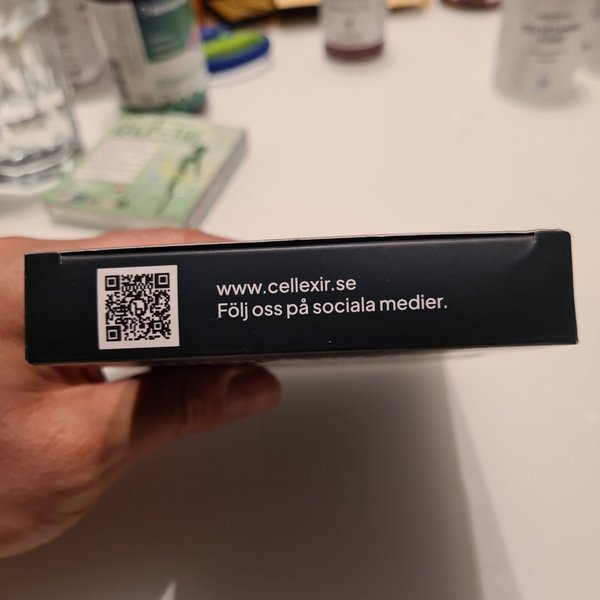 www.cellexir.se
Följ oss på sociala medier.